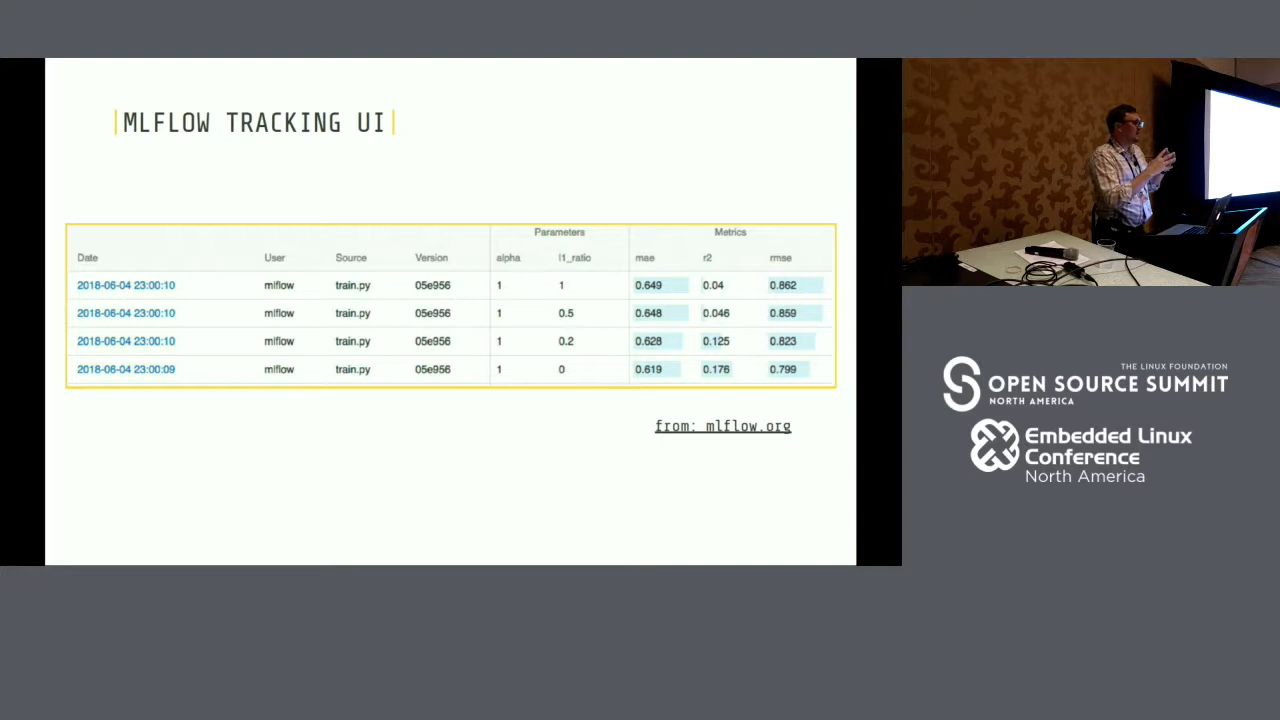 |MLFLOW TRACKING UI|
Parameters Metrics
Date User Source Version alpha l1_ratio mae r2 rmse
2018-06-04 23:00:10 mlflow train.py 05e956 1 1 0.649 0.04 0.862
2018-06-04 23:00:10 mlflow train.py 05e956 1 0.5 0.648 0.046 0.859
2018-06-04 23:00:10 mlflow train.py 05e956 1 0.2 0.628 0.125 0.823
2018-06-04 23:00:09 mlflow train.py 05e956 1 0 0.619 0.176 0.799
from: mlflow.org
THE LINUX FOUNDATION
OPEN SOURCE SUMMIT
NORTH AMERICA
Embedded Linux
Conference
North America